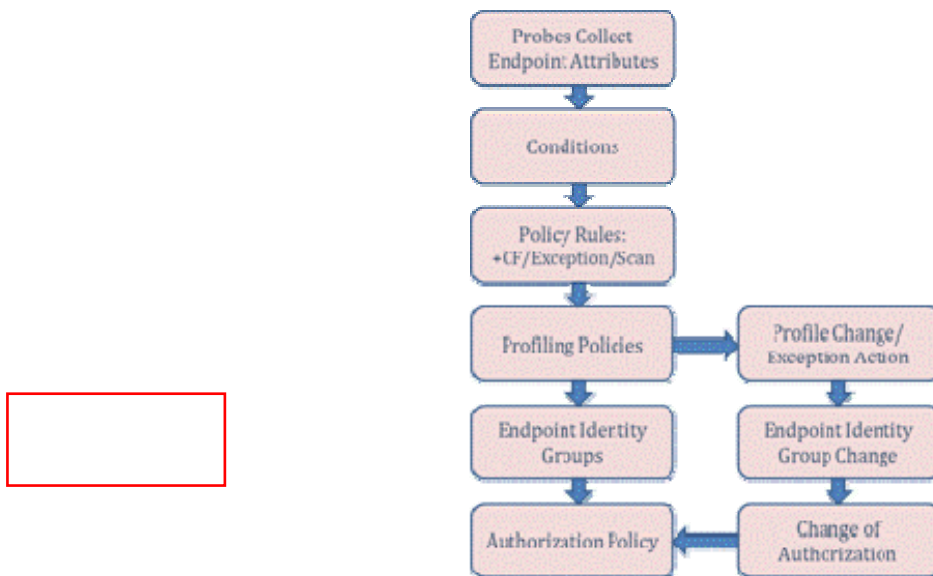 Probes Collect
Endpoint Attributes
Conditions
Policy Rules:
+CF/Exception/Scan
Profiling Policies
Profile Change/
Exception Action
Endpoint Identity
Groups
Endpoint Identity
Group Change
Authorization Policy
Change of
Authorization